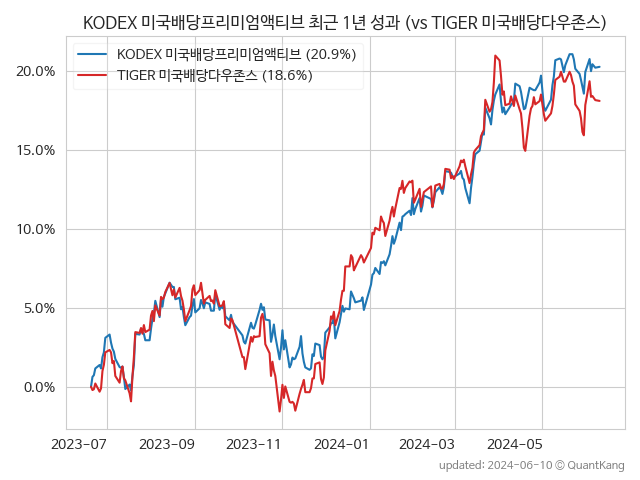 KODEX 미국배당프리미엄액티브 최근 1년 성과 (vs TIGER 미국배당다우존스)
KODEX 미국배당프리미엄액티브 (20.9%)
TIGER 미국배당다우존스 (18.6%)
20.0%
15.0%
10.0%
5.0%
0.0%
2023-07
2023-09
2023-11
2024-01
2024-03
2024-05
updated: 2024-06-10 © QuantKang